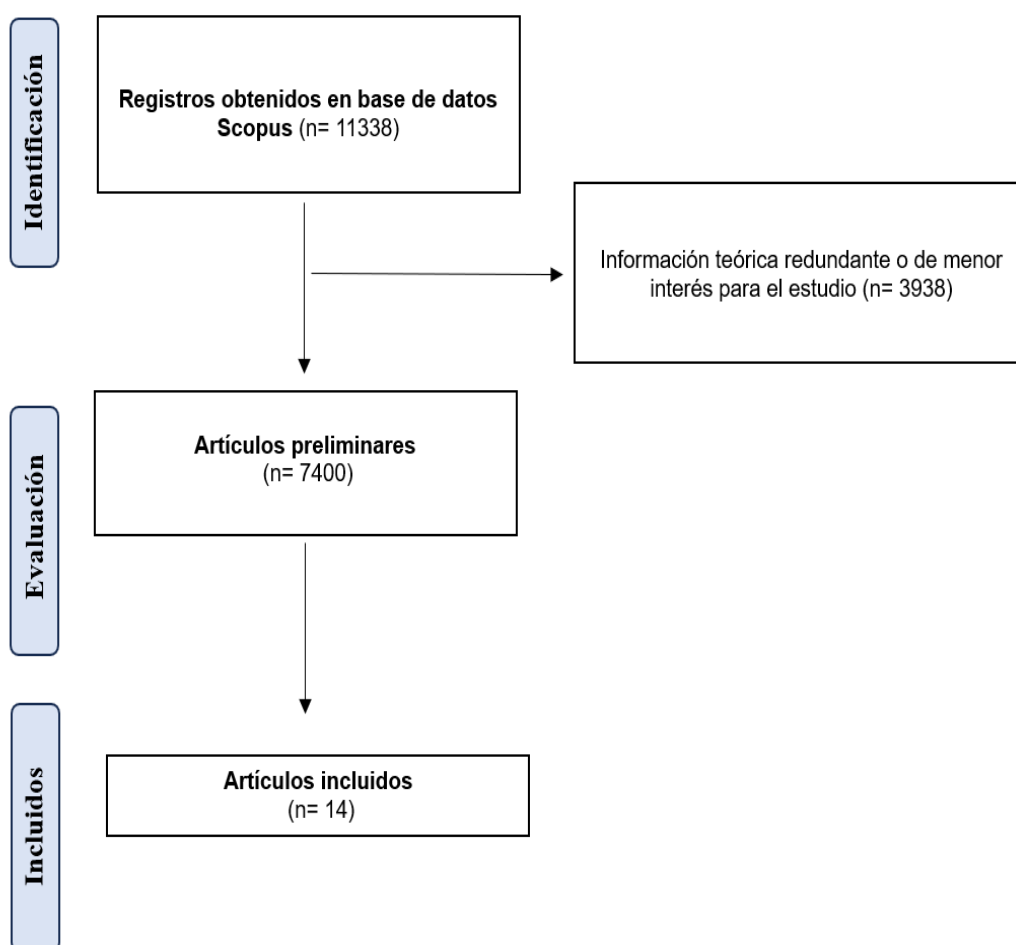 Identificación
Registros obtenidos en base de datos
Scopus (n= 11338)
Información teórica redundante o de menor
interés para el estudio (n= 3938)
Evaluación
Artículos preliminares
(n= 7400)
Incluidos
Artículos incluidos
(n= 14)